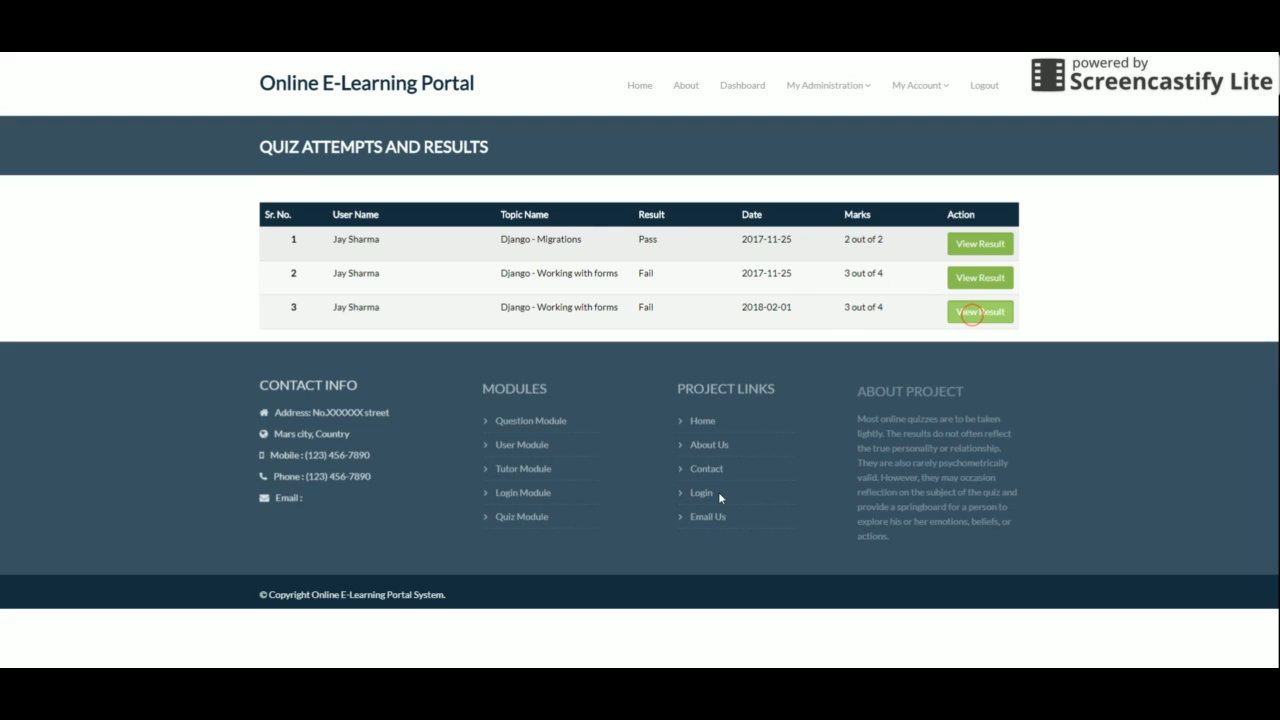 powered by
Screencastify Lite
Online E-Learning Portal
Home About Dashboard My Administration My Account Logout
QUIZ ATTEMPTS AND RESULTS
Sr. No. User Name Topic Name Result Date Marks Action
1 Jay Sharma Django - Migrations Pass 2017-11-25 2 out of 2 View Result
2 Jay Sharma Django - Working with forms Fail 2017-11-25 3 out of 4 View Result
3 Jay Sharma Django - Working with forms Fail 2018-02-01 3 out of 4 View Result
CONTACT INFO
Address: No.XXXXXX street
Mars city, Country
Mobile : (123) 456-7890
Phone : (123) 456-7890
Email :
MODULES
Question Module
User Module
Tutor Module
Login Module
Quiz Module
PROJECT LINKS
Home
About Us
Contact
Login
Email Us
ABOUT PROJECT
Most online quizzes are to be taken
lightly. The results do not often reflect
the true personality or relationship.
They are also rarely psychometrically
valid. However, they may occasion
reflection on the subject of the quiz and
provide a springboard for a person to
explore his or her emotions, beliefs, or
actions.
© Copyright Online E-Learning Portal System.